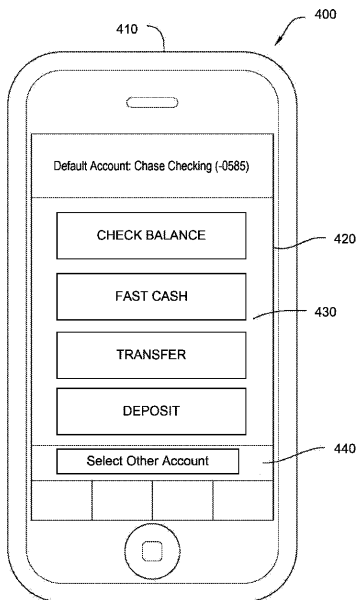 410
400
Default Account: Chase Checking (-0585)
CHECK BALANCE
420
FAST CASH
430
TRANSFER
DEPOSIT
440
Select Other Account